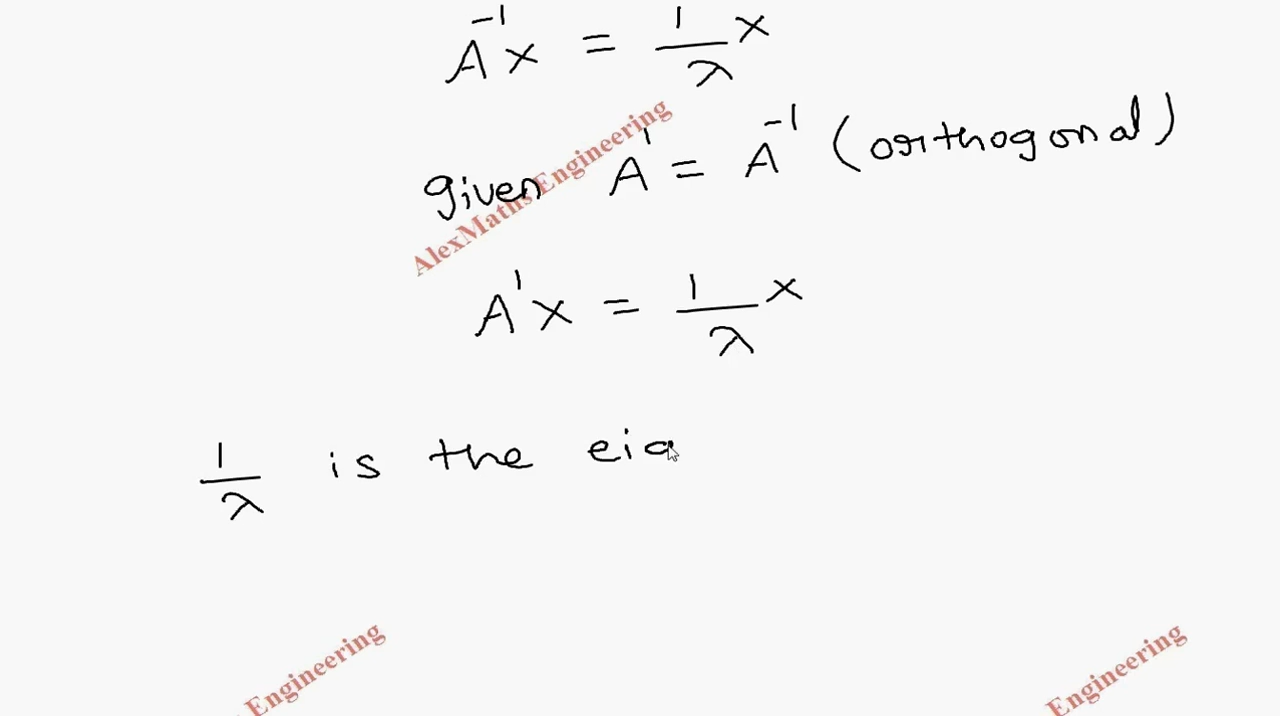 A⁻¹x = 1/λ x
given A' = A⁻¹ (orthogonal)
AlexMaths Engineering
A'x = 1/λ x
1/λ is the eig
Engineering
Engineering